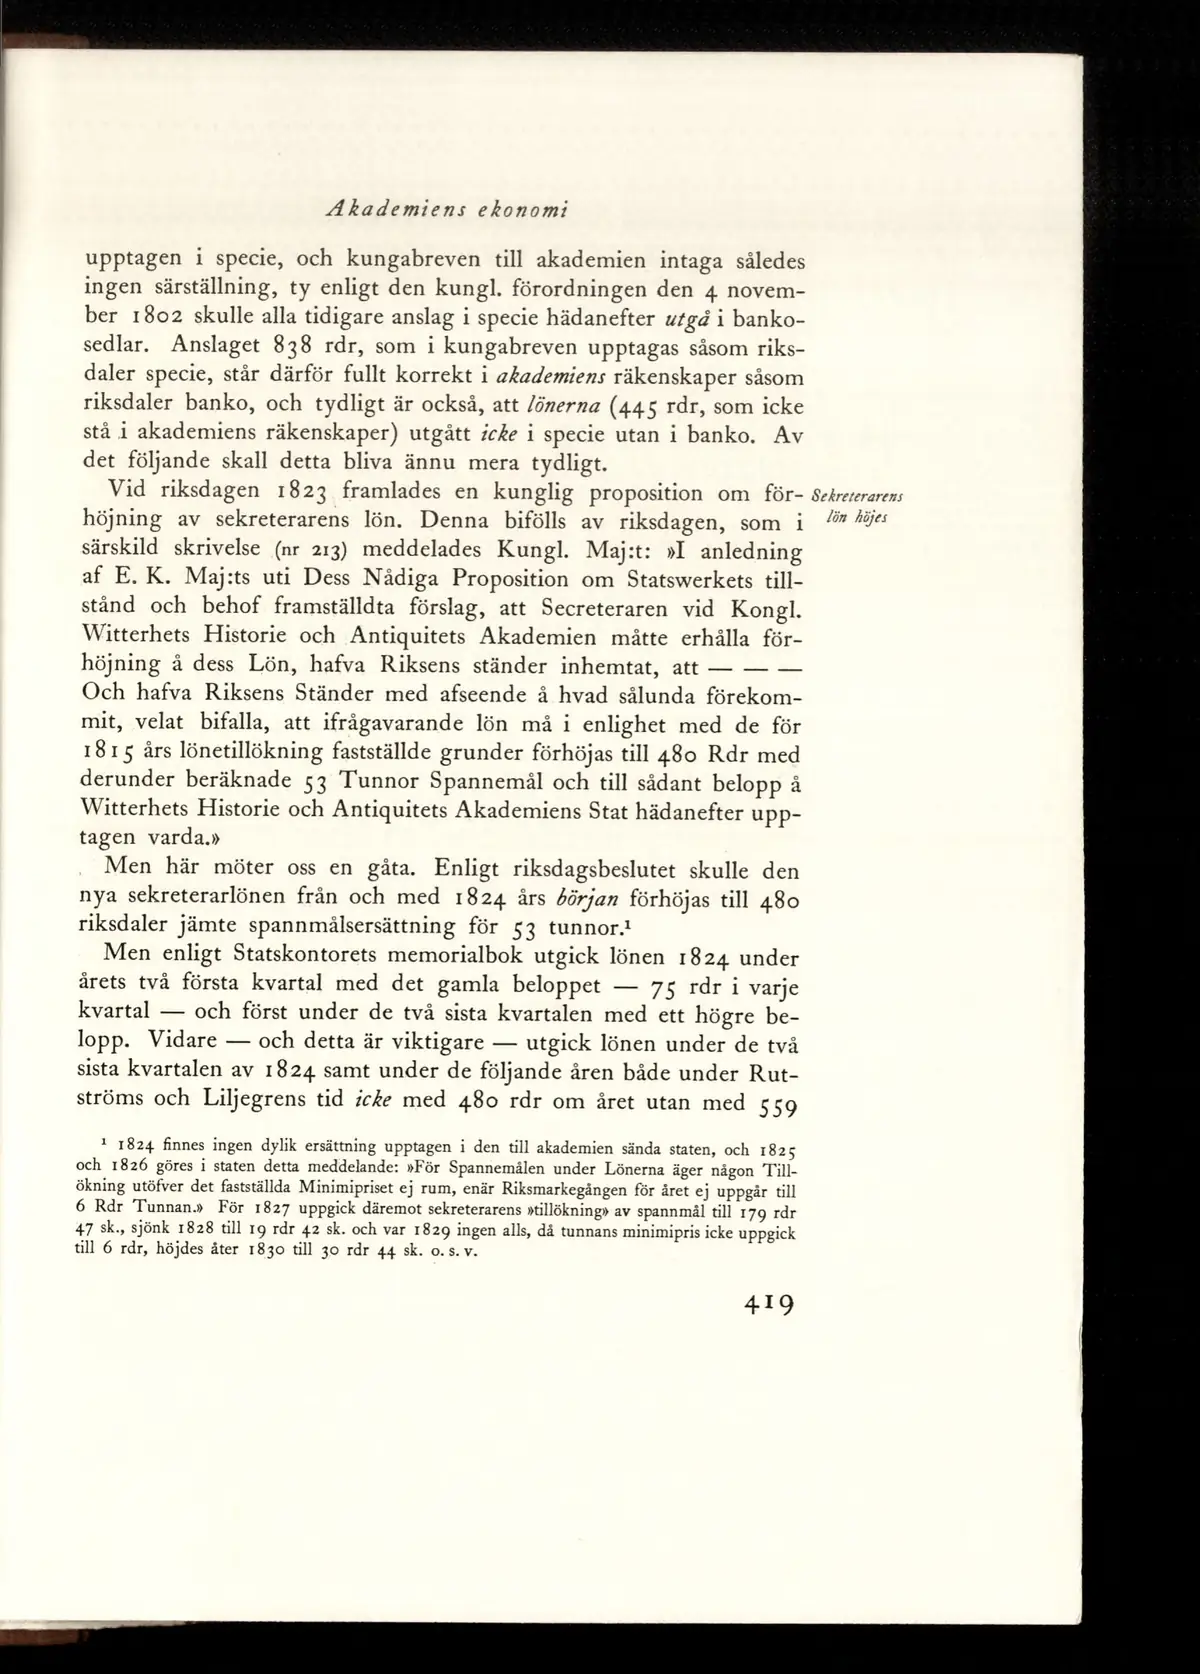 Akademiens ekonomi
upptagen i specie, och kungabreven till akademien intaga således
ingen särställning, ty enligt den kungl. förordningen den 4 novem-
ber 1802 skulle alla tidigare anslag i specie hädanefter utgå i banko-
sedlar. Anslaget 838 rdr, som i kungabreven upptagas såsom riks-
daler specie, står därför fullt korrekt i akademiens räkenskaper såsom
riksdaler banko, och tydligt är också, att lönerna (445 rdr, som icke
stå i akademiens räkenskaper) utgått icke i specie utan i banko. Av
det följande skall detta bliva ännu mera tydligt.
Vid riksdagen 1823 framlades en kunglig proposition om för-
höjning av sekreterarens lön. Denna bifölls av riksdagen, som i
särskild skrivelse (nr 213) meddelades Kungl. Maj:t: »I anledning
af E. K. Maj:ts uti Dess Nådiga Proposition om Statswerkets till-
stånd och behof framställdta förslag, att Secreteraren vid Kongl.
Witterhets Historie och Antiquitets Akademien måtte erhålla för-
höjning å dess Lön, hafva Riksens ständer inhemtat, att — — —
Och hafva Riksens Ständer med afseende å hvad sålunda förekom-
mit, velat bifalla, att ifrågavarande lön må i enlighet med de för
1815 års lönetillökning fastställde grunder förhöjas till 480 Rdr med
derunder beräknade 53 Tunnor Spannemål och till sådant belopp å
Witterhets Historie och Antiquitets Akademiens Stat hädanefter upp-
tagen varda.»
Men här möter oss en gåta. Enligt riksdagsbeslutet skulle den
nya sekreterarlönen från och med 1824 års början förhöjas till 480
riksdaler jämte spannmålsersättning för 53 tunnor.¹
Men enligt Statskontorets memorialbok utgick lönen 1824 under
årets två första kvartal med det gamla beloppet — 75 rdr i varje
kvartal — och först under de två sista kvartalen med ett högre be-
lopp. Vidare — och detta är viktigare — utgick lönen under de två
sista kvartalen av 1824 samt under de följande åren både under Rut-
ströms och Liljegrens tid icke med 480 rdr om året utan med 559
Sekreterarens
lön höjes
¹ 1824 finnes ingen dylik ersättning upptagen i den till akademien sända staten, och 1825
och 1826 göres i staten detta meddelande: »För Spannemålen under Lönerna äger någon Till-
ökning utöfver det fastställda Minimipriset ej rum, enär Riksmarkegången för året ej uppgår till
6 Rdr Tunnan.» För 1827 uppgick däremot sekreterarens »tillökning» av spannmål till 179 rdr
47 sk., sjönk 1828 till 19 rdr 42 sk. och var 1829 ingen alls, då tunnans minimipris icke uppgick
till 6 rdr, höjdes åter 1830 till 30 rdr 44 sk. o. s. v.
419